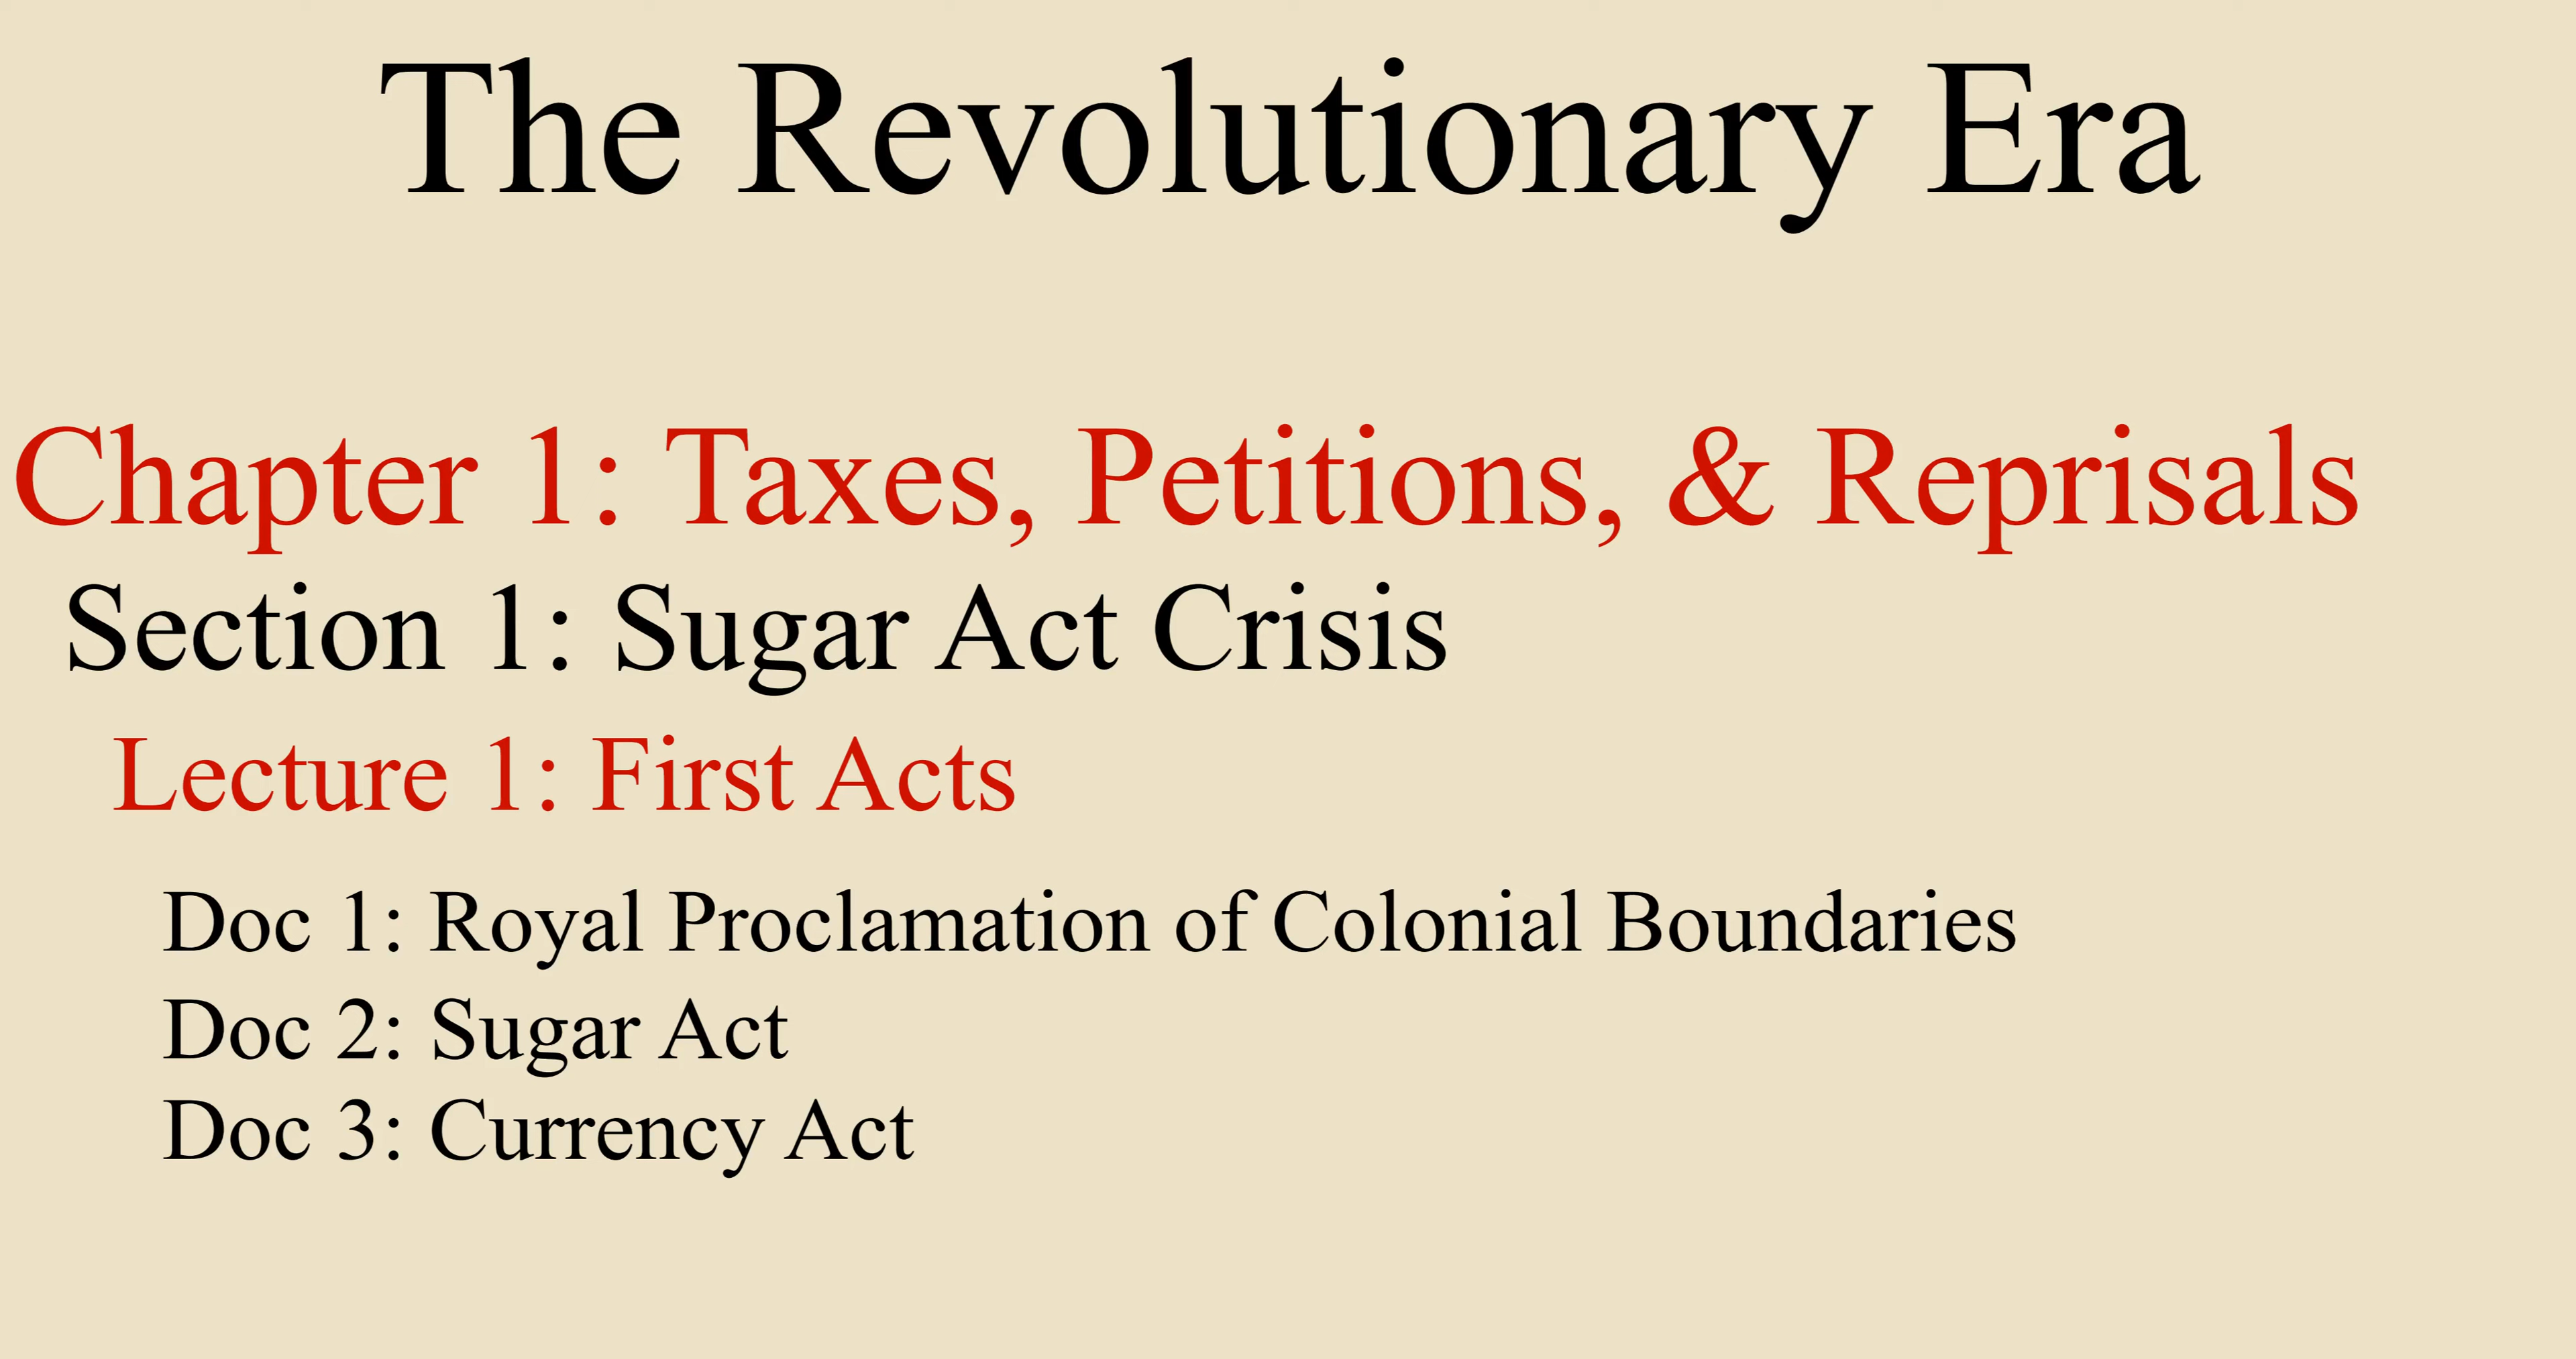 The Revolutionary Era
Chapter 1: Taxes, Petitions, & Reprisals
Section 1: Sugar Act Crisis
Lecture 1: First Acts
Doc 1: Royal Proclamation of Colonial Boundaries
Doc 2: Sugar Act
Doc 3: Currency Act